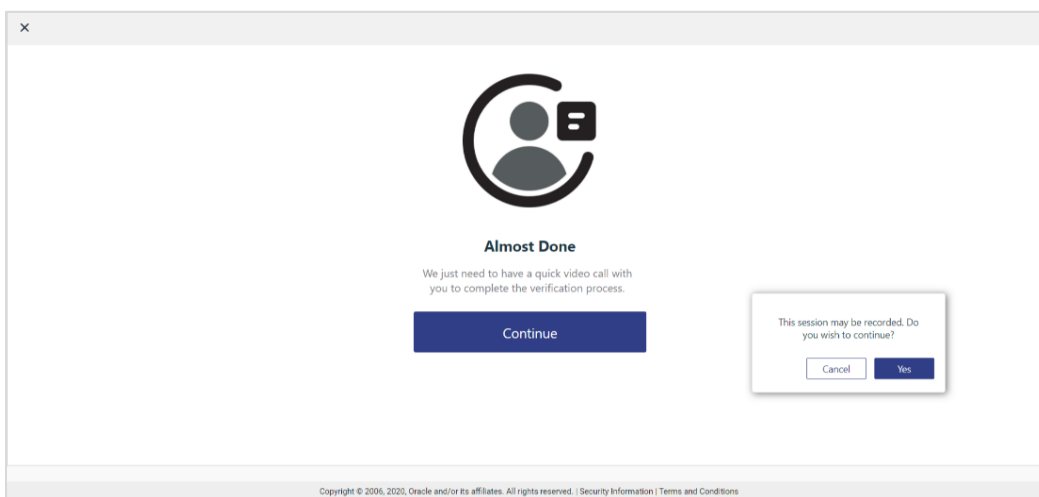 Almost Done
We just need to have a quick video call with
you to complete the verification process.
Continue
This session may be recorded. Do
you wish to continue?
Cancel
Yes
Copyright © 2006, 2020, Oracle and/or its affiliates. All rights reserved. | Security Information | Terms and Conditions